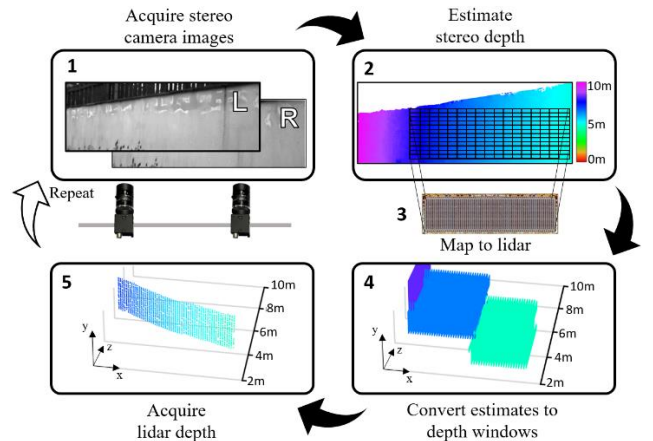 Acquire stereo
camera images
Estimate
stereo depth
1
L
R
2
10m
5m
0m
Repeat
3
Map to lidar
5
10m
8m
6m
4m
2m
y
z
x
4
10m
8m
6m
4m
2m
y
z
x
Acquire
lidar depth
Convert estimates to
depth windows